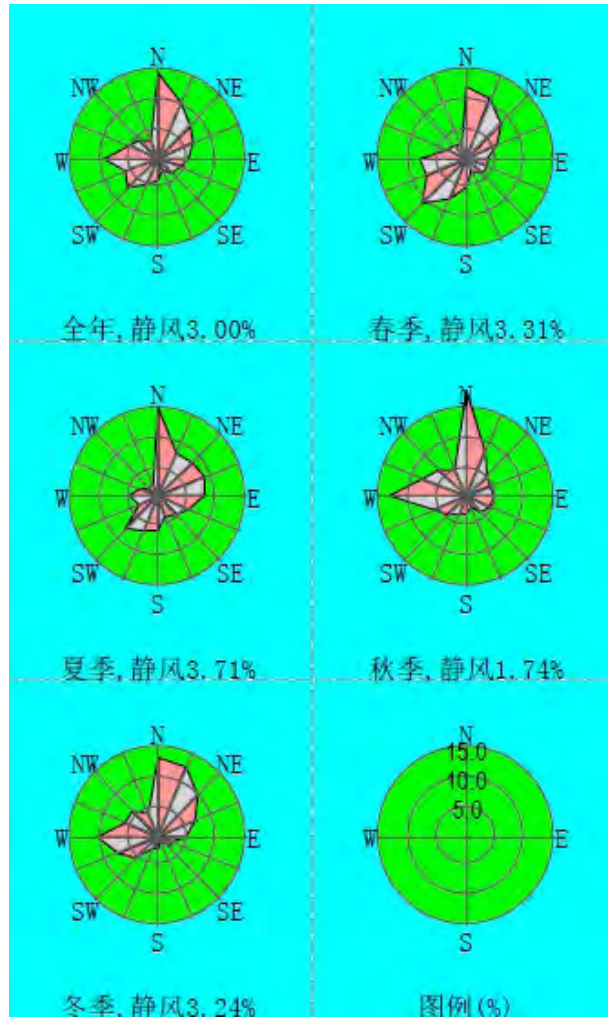 N
NW NE
W E
SW SE
S
全年,静风3.00%
N
NW NE
W E
SW SE
S
春季,静风3.31%
N
NW NE
W E
SW SE
S
夏季,静风3.71%
N
NW NE
W E
SW SE
S
秋季,静风1.74%
N
NW NE
W E
SW SE
S
冬季,静风3.24%
N
15.0
10.0
5.0
W E
S
图例(%)